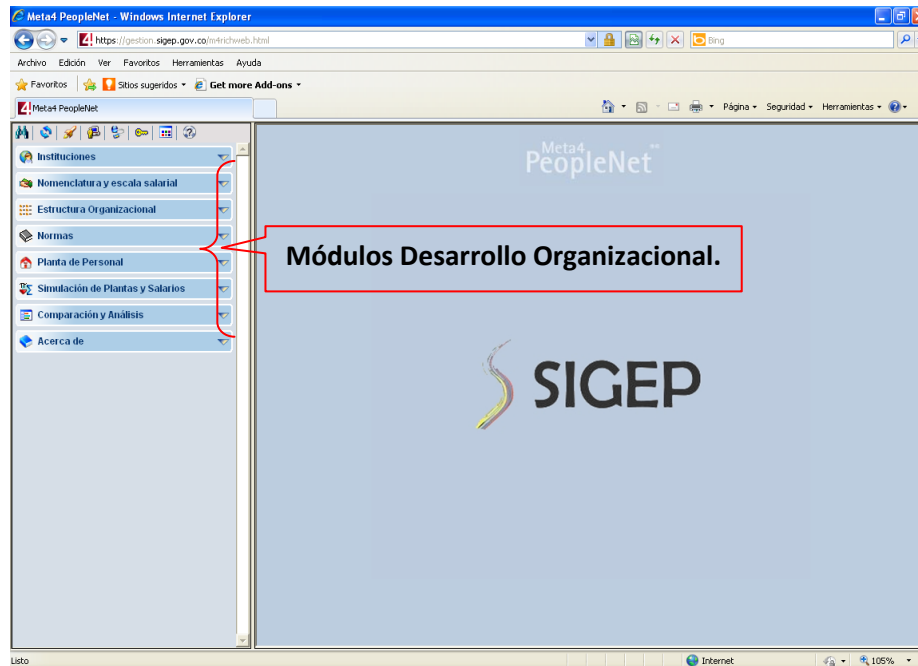 Meta4 PeopleNet - Windows Internet Explorer
https://gestion.sigep.gov.co/m4richweb.html
Bing
Archivo Edición Ver Favoritos Herramientas Ayuda
Favoritos Sitios sugeridos Get more Add-ons
Meta4 PeopleNet
Página Seguridad Herramientas
Instituciones
Nomenclatura y escala salarial
Estructura Organizacional
Normas
Planta de Personal
Simulación de Plantas y Salarios
Comparación y Análisis
Acerca de
Meta4
PeopleNet
Módulos Desarrollo Organizacional.
SIGEP
Listo Internet 105%